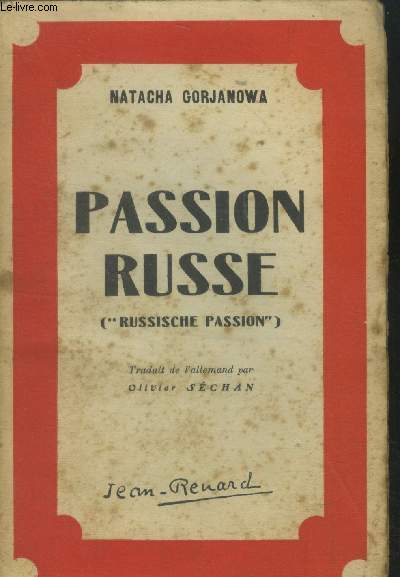 Le-livre.com
NATACHA GORJANOWA
PASSION
RUSSE
("RUSSISCHE PASSION")
Traduit de l'allemand par
Olivier SÉCHAN
Jean-Renard